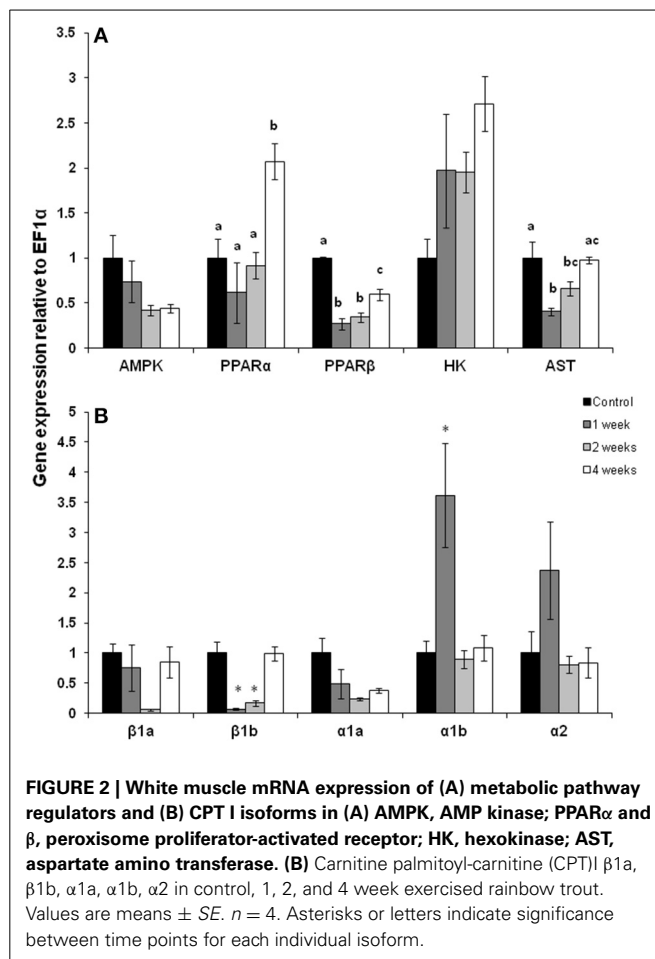 A
Gene expression relative to EF1α
3.5
3
2.5
2
1.5
1
0.5
0
b
a
a
a
a
b
b
c
a
b
bc
ac
AMPK
PPARα
PPARβ
HK
AST
B
5
4.5
4
3.5
3
2.5
2
1.5
1
0.5
0
Control
1 week
2 weeks
4 weeks
*
* *
β1a
β1b
α1a
α1b
α2
FIGURE 2 | White muscle mRNA expression of (A) metabolic pathway
regulators and (B) CPT I isoforms in (A) AMPK, AMP kinase; PPARα and
β, peroxisome proliferator-activated receptor; HK, hexokinase; AST,
aspartate amino transferase. (B) Carnitine palmitoyl-carnitine (CPT)I β1a,
β1b, α1a, α1b, α2 in control, 1, 2, and 4 week exercised rainbow trout.
Values are means ± SE. n = 4. Asterisks or letters indicate significance
between time points for each individual isoform.